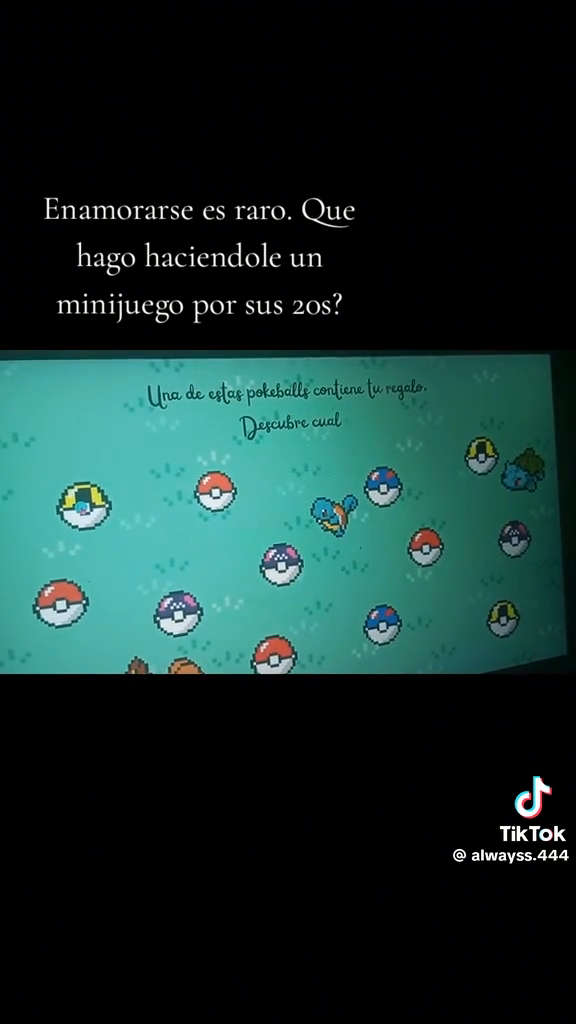 Enamorarse es raro. Que
hago haciendole un
minijuego por sus 20s?
Una de estas pokeballs contiene tu regalo.
Descubre cual
TikTok
@ alwayss.444